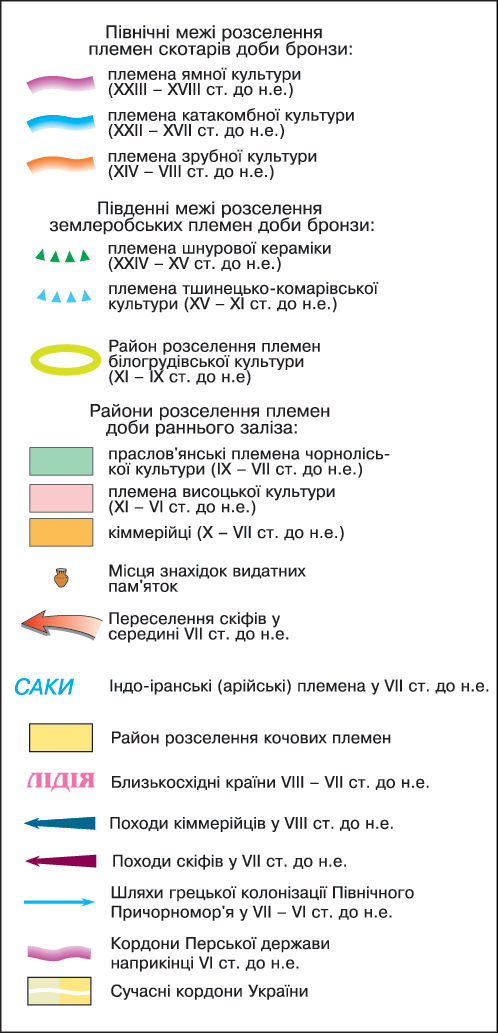 Північні межі розселення
племен скотарів доби бронзи:
племена ямної культури
(XXIII – XVIII ст. до н.е.)
племена катакомбної культури
(XXII – XVII ст. до н.е.)
племена зрубної культури
(XIV – VIII ст. до н.е.)
Південні межі розселення
землеробських племен доби бронзи:
племена шнурової кераміки
(XXIV – XV ст. до н.е.)
племена тшинецько-комарівської
культури (XV – XI ст. до н.е.)
Район розселення племен
білогрудівської культури
(XI – IX ст. до н.е)
Райони розселення племен
доби раннього заліза:
праслов'янські племена чорнолісь-
кої культури (IX – VII ст. до н.е.)
племена висоцької культури
(XI – VI ст. до н.е.)
кіммерійці (X – VII ст. до н.е.)
Місця знахідок видатних
пам'яток
Переселення скіфів у
середині VII ст. до н.е.
САКИ Індо-іранські (арійські) племена у VII ст. до н.е.
Район розселення кочових племен
ЛІДІЯ Близькосхідні країни VIII – VII ст. до н.е.
Походи кіммерійців у VIII ст. до н.е.
Походи скіфів у VII ст. до н.е.
Шляхи грецької колонізації Північного
Причорномор'я у VII – VI ст. до н.е.
Кордони Перської держави
наприкінці VI ст. до н.е.
Сучасні кордони України